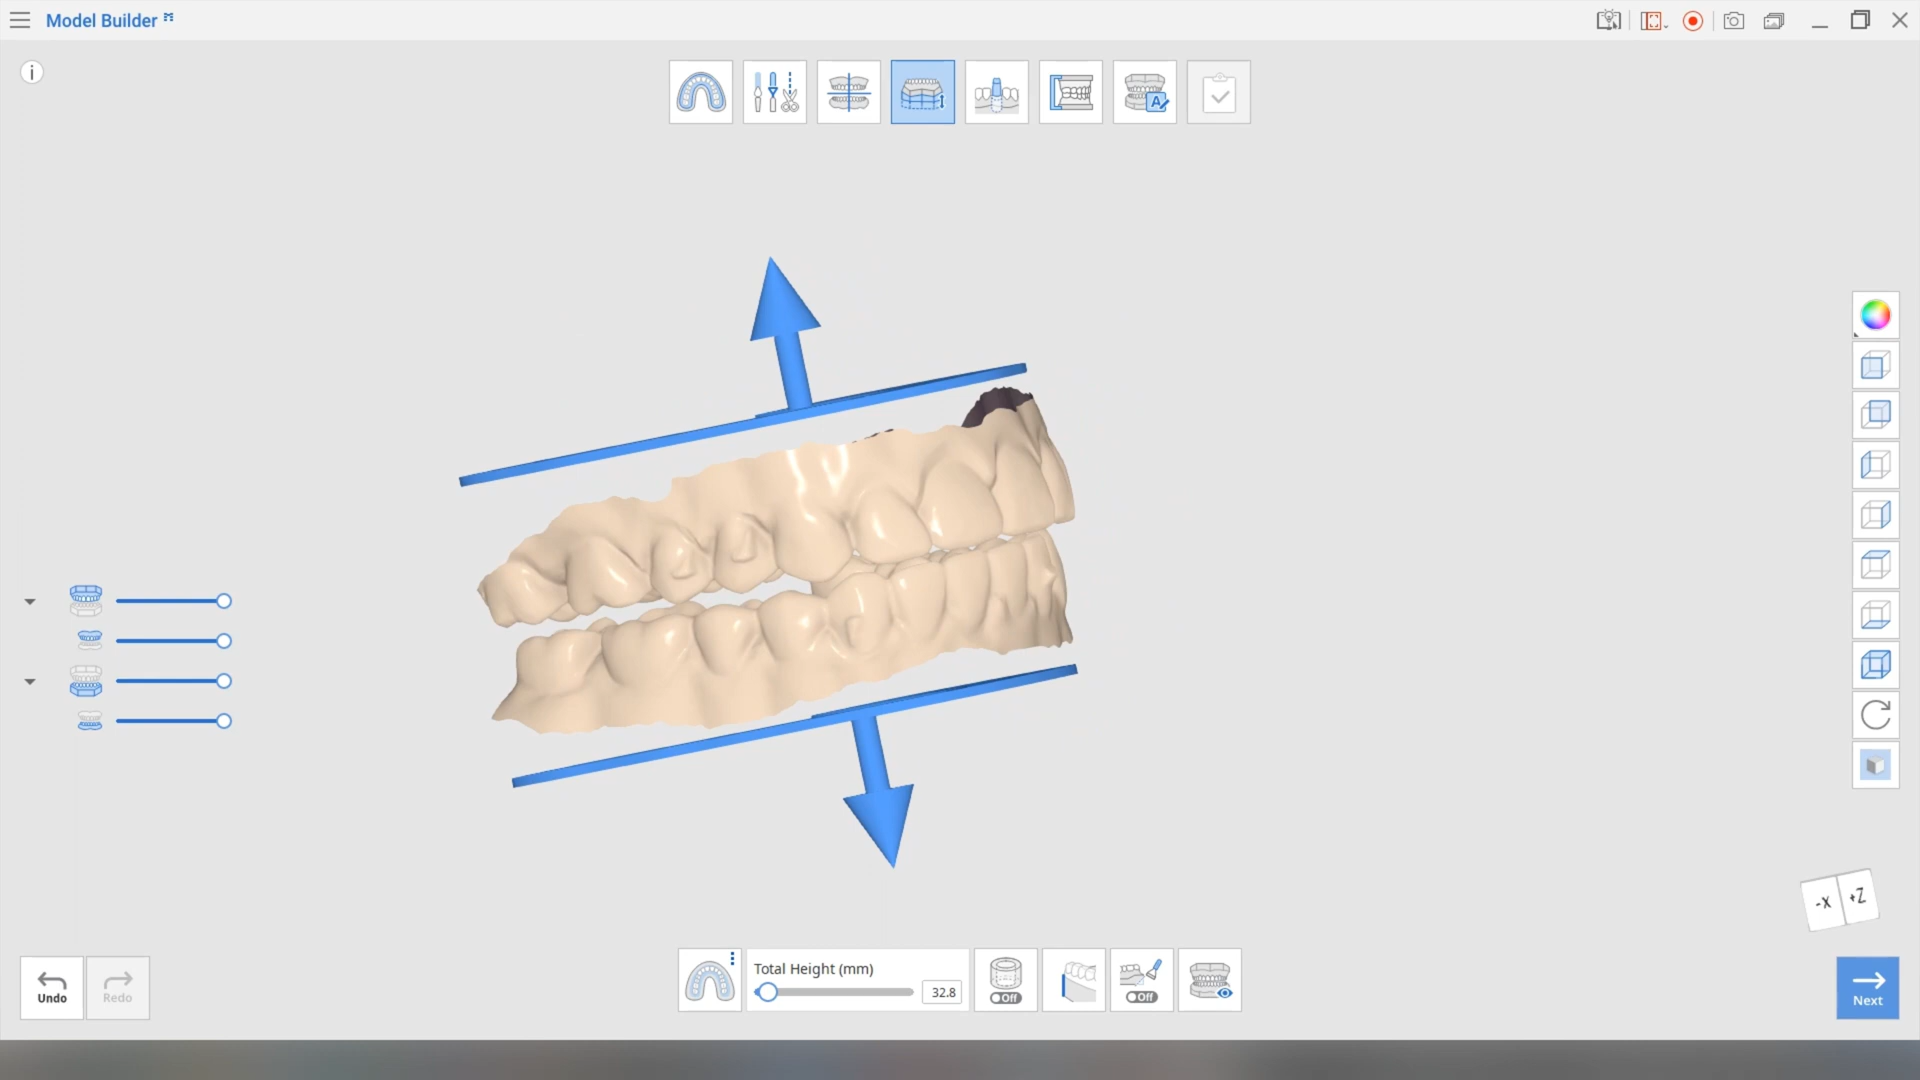 Model Builder
i
A
-X +Z
Undo
Redo
Total Height (mm)
32.8
Off
Off
Next